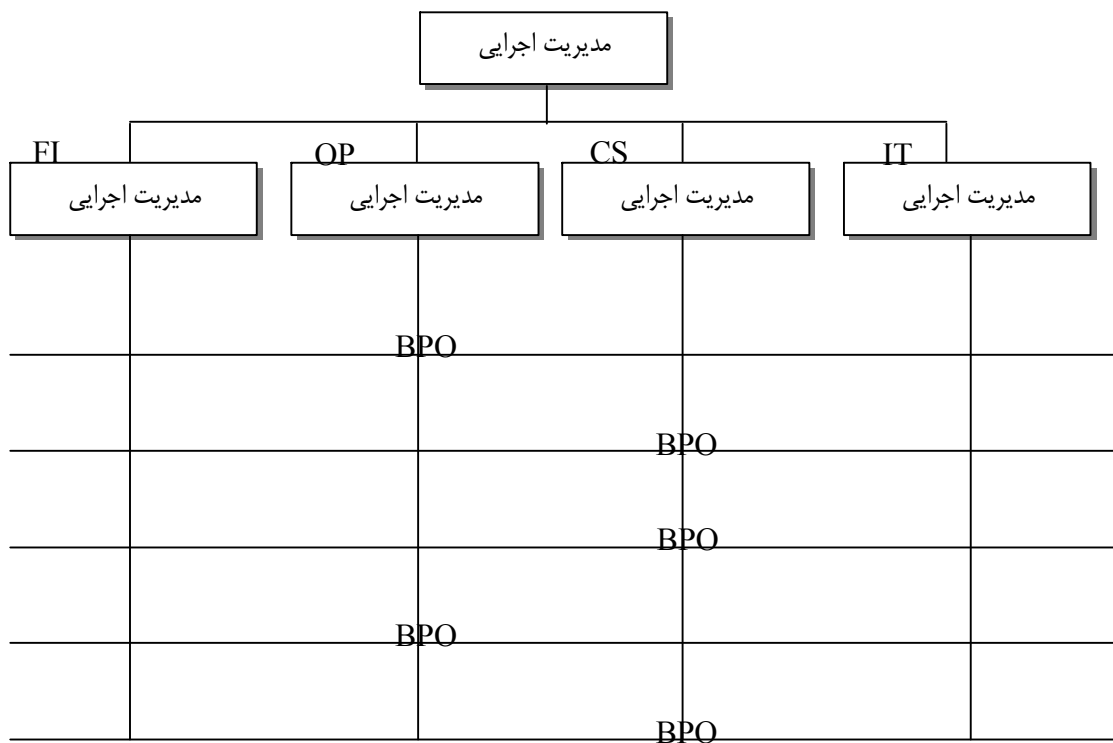 مدیریت اجرایی
FI
OP
CS
IT
مدیریت اجرایی
مدیریت اجرایی
مدیریت اجرایی
مدیریت اجرایی
BPO
BPO
BPO
BPO
BPO